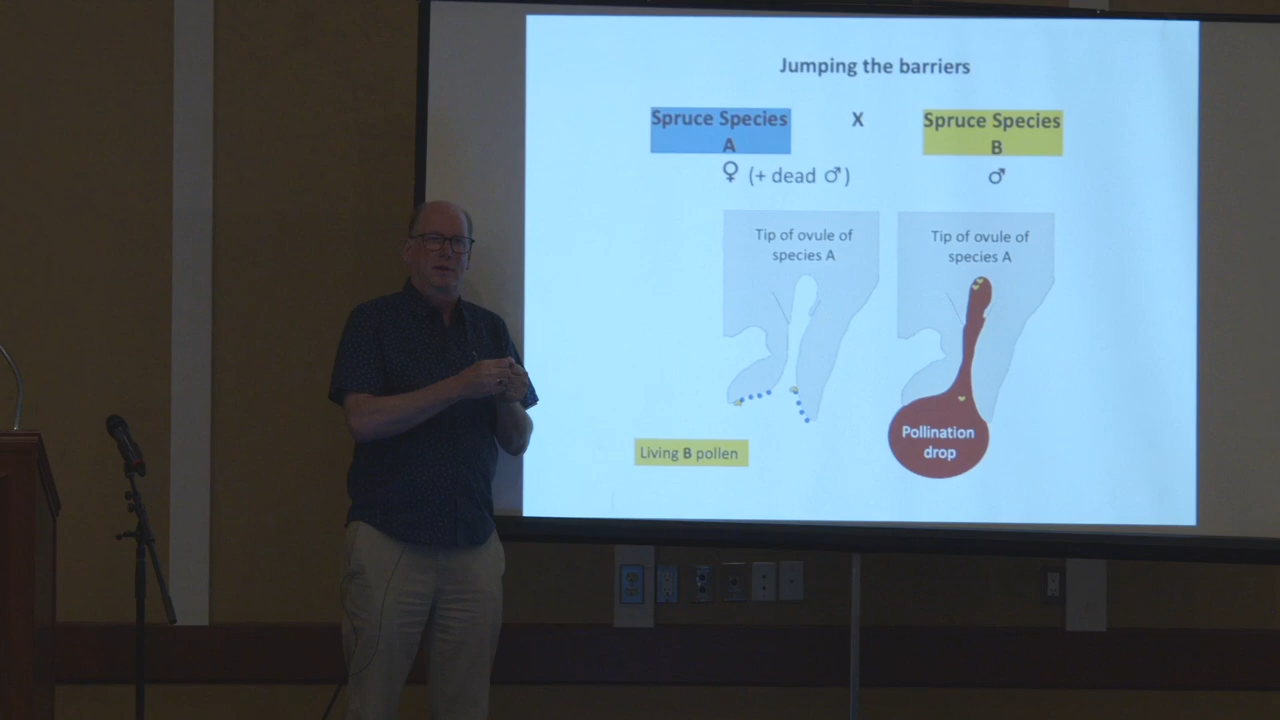 Jumping the barriers
Spruce Species
A
X
Spruce Species
B
♀ (+ dead ♂)
♂
Tip of ovule of
species A
Tip of ovule of
species A
Pollination
drop
Living B pollen